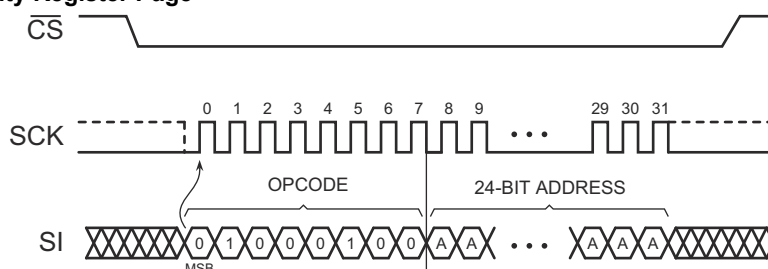 ity Register Page
CS
0 1 2 3 4 5 6 7 8 9 29 30 31
SCK
• • •
OPCODE 24-BIT ADDRESS
SI 0 1 0 0 0 1 0 0 A A • • • A A A
MSB